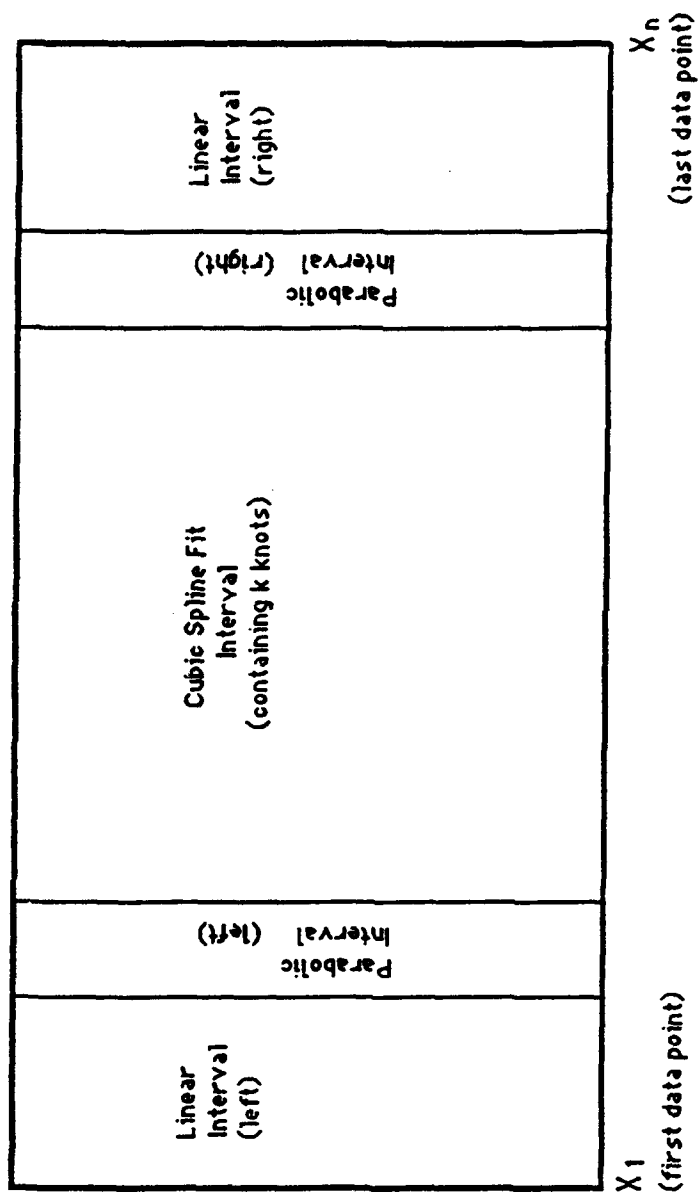 Linear
Interval
(left)
Parabolic
Interval (left)
Cubic Spline Fit
Interval
(containing k knots)
Parabolic
Interval (right)
Linear
Interval
(right)
X1
(first data point)
Xn
(last data point)